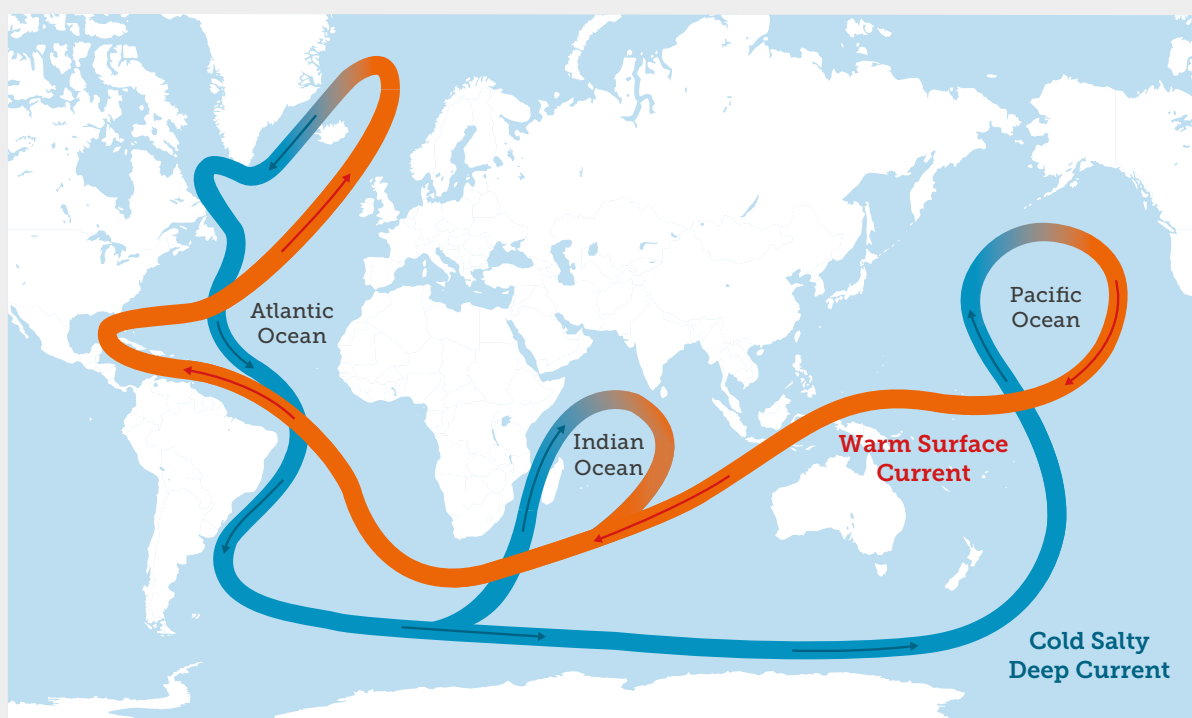 Atlantic
Ocean
Pacific
Ocean
Indian
Ocean
Warm Surface
Current
Cold Salty
Deep Current